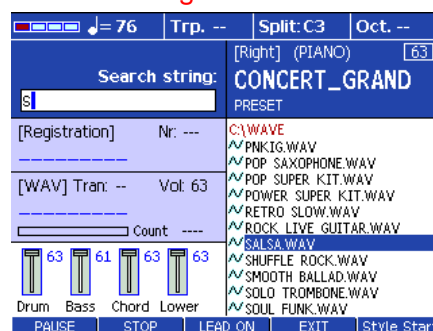 ♩= 76 Trp. -- Split: C3 Oct. --
Search string:
s
[Right] (PIANO) 63
CONCERT_GRAND
PRESET
[Registration] Nr: ---
----------
[WAV] Tran: -- Vol: 63
----------
Count ----
63 61 63 63
Drum Bass Chord Lower
C:\WAVE
PNKIG.WAV
POP SAXOPHONE.WAV
POP SUPER KIT.WAV
POWER SUPER KIT.WAV
RETRO SLOW.WAV
ROCK LIVE GUITAR.WAV
SALSA.WAV
SHUFFLE ROCK.WAV
SMOOTH BALLAD.WAV
SOLO TROMBONE.WAV
SOUL FUNK.WAV
PAUSE STOP LEAD ON EXIT Style Star